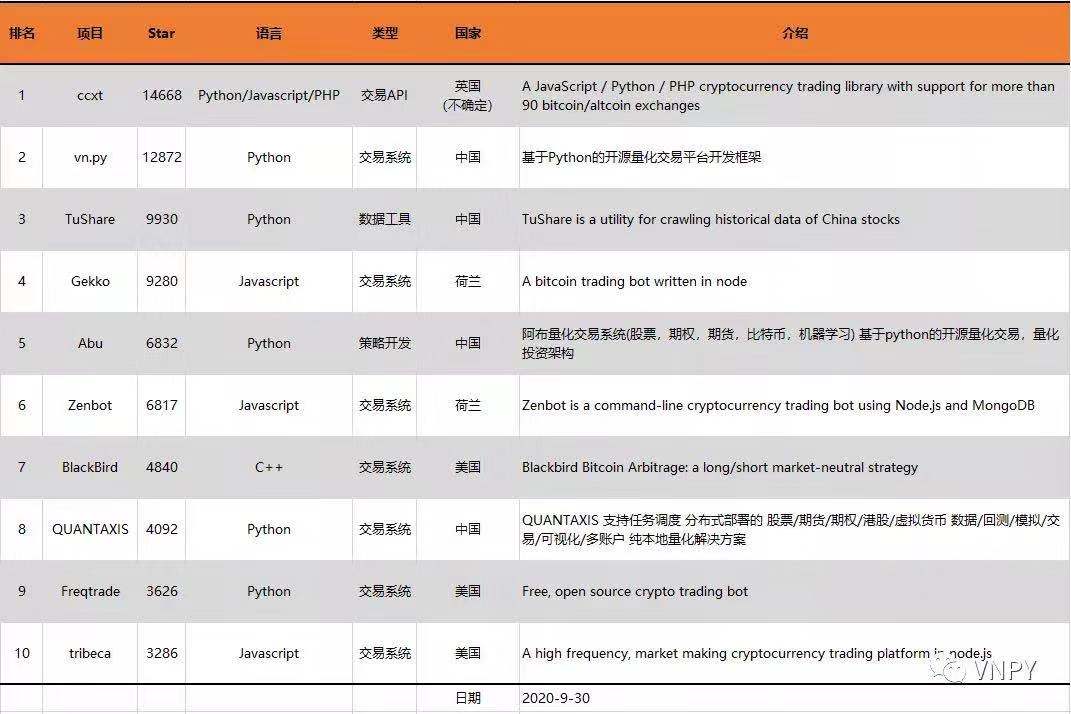 排名 项目 Star 语言 类型 国家 介绍
1 ccxt 14668 Python/Javascript/PHP 交易API 英国
(不确定) A JavaScript / Python / PHP cryptocurrency trading library with support for more than
90 bitcoin/altcoin exchanges
2 vn.py 12872 Python 交易系统 中国 基于Python的开源量化交易平台开发框架
3 TuShare 9930 Python 数据工具 中国 TuShare is a utility for crawling historical data of China stocks
4 Gekko 9280 Javascript 交易系统 荷兰 A bitcoin trading bot written in node
5 Abu 6832 Python 策略开发 中国 阿布量化交易系统(股票，期权，期货，比特币，机器学习) 基于python的开源量化交易，量化
投资架构
6 Zenbot 6817 Javascript 交易系统 荷兰 Zenbot is a command-line cryptocurrency trading bot using Node.js and MongoDB
7 BlackBird 4840 C++ 交易系统 美国 Blackbird Bitcoin Arbitrage: a long/short market-neutral strategy
8 QUANTAXIS 4092 Python 交易系统 中国 QUANTAXIS 支持任务调度 分布式部署的 股票/期货/期权/港股/虚拟货币 数据/回测/模拟/交
易/可视化/多账户 纯本地量化解决方案
9 Freqtrade 3626 Python 交易系统 美国 Free, open source crypto trading bot
10 tribeca 3286 Javascript 交易系统 美国 A high frequency, market making cryptocurrency trading platform in node.js
VNPY
日期 2020-9-30